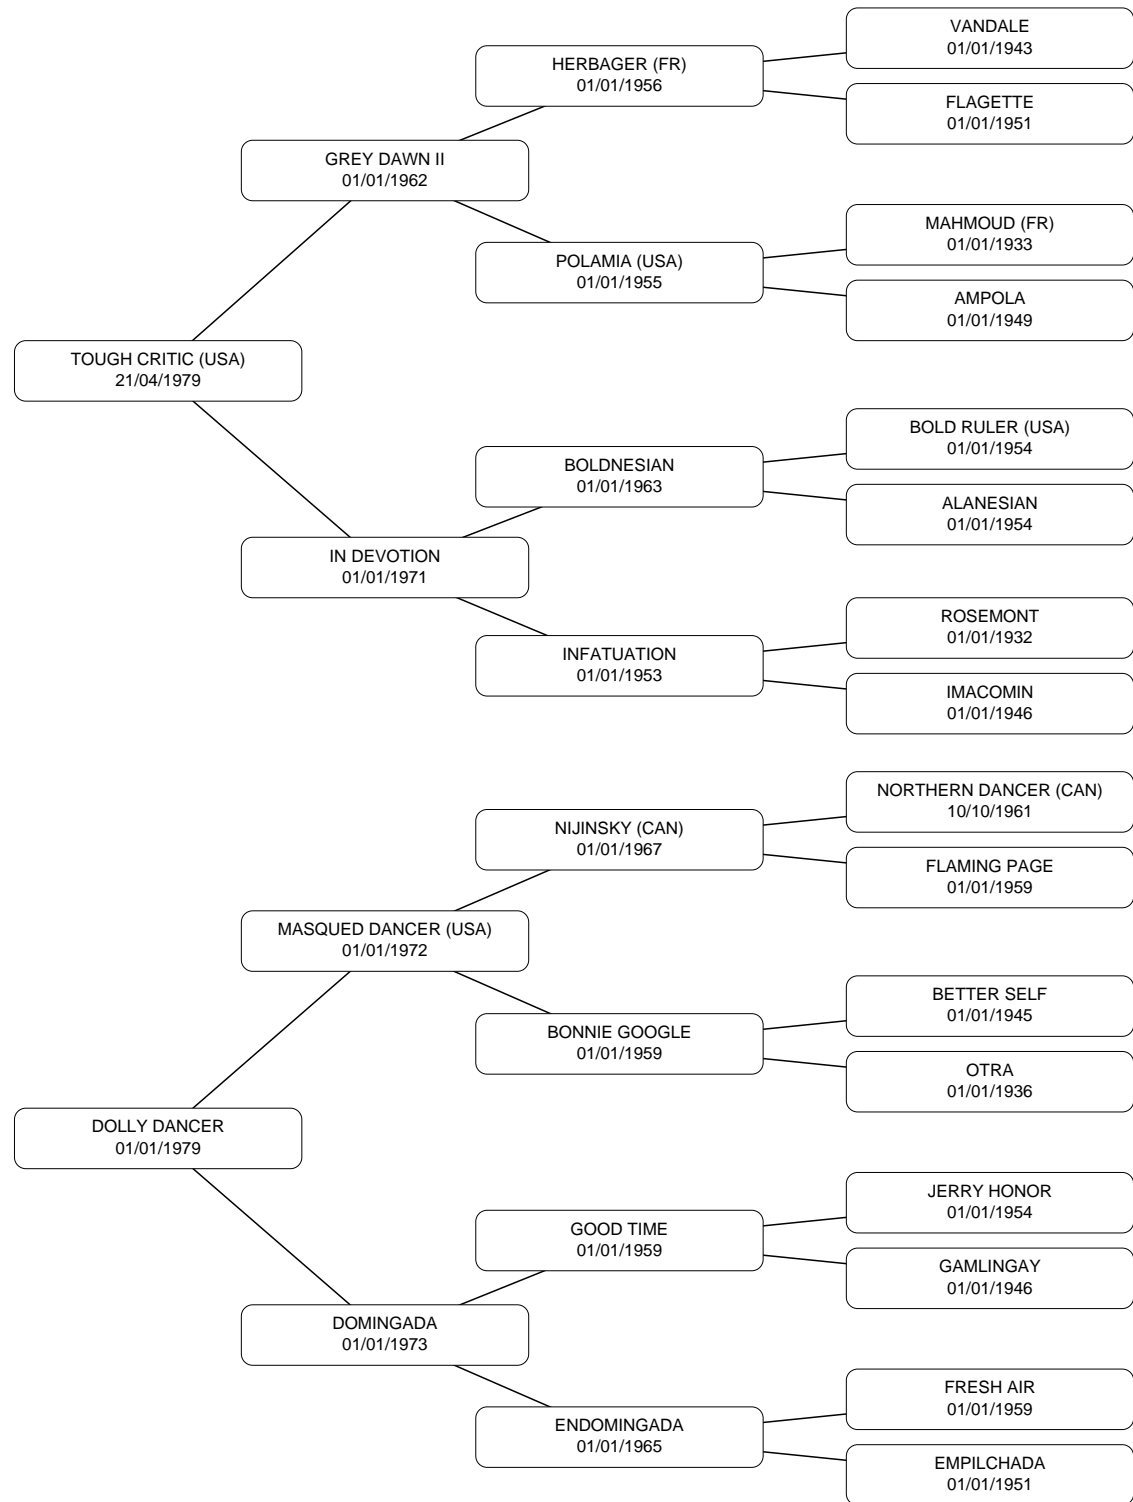 VANDALE
01/01/1943
HERBAGER (FR)
01/01/1956
FLAGETTE
01/01/1951
GREY DAWN II
01/01/1962
MAHMOUD (FR)
01/01/1933
POLAMIA (USA)
01/01/1955
AMPOLA
01/01/1949
TOUGH CRITIC (USA)
21/04/1979
BOLD RULER (USA)
01/01/1954
BOLDNESIAN
01/01/1963
ALANESIAN
01/01/1954
IN DEVOTION
01/01/1971
ROSEMONT
01/01/1932
INFATUATION
01/01/1953
IMACOMIN
01/01/1946
NORTHERN DANCER (CAN)
10/10/1961
NIJINSKY (CAN)
01/01/1967
FLAMING PAGE
01/01/1959
MASQUED DANCER (USA)
01/01/1972
BETTER SELF
01/01/1945
BONNIE GOOGLE
01/01/1959
OTRA
01/01/1936
DOLLY DANCER
01/01/1979
JERRY HONOR
01/01/1954
GOOD TIME
01/01/1959
GAMLINGAY
01/01/1946
DOMINGADA
01/01/1973
FRESH AIR
01/01/1959
ENDOMINGADA
01/01/1965
EMPILCHADA
01/01/1951